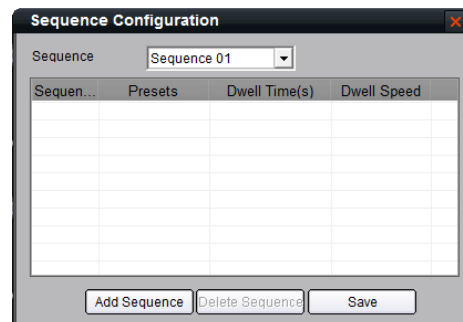 Sequence Configuration
Sequence Sequence 01
Sequen... Presets Dwell Time(s) Dwell Speed
Add Sequence Delete Sequence Save